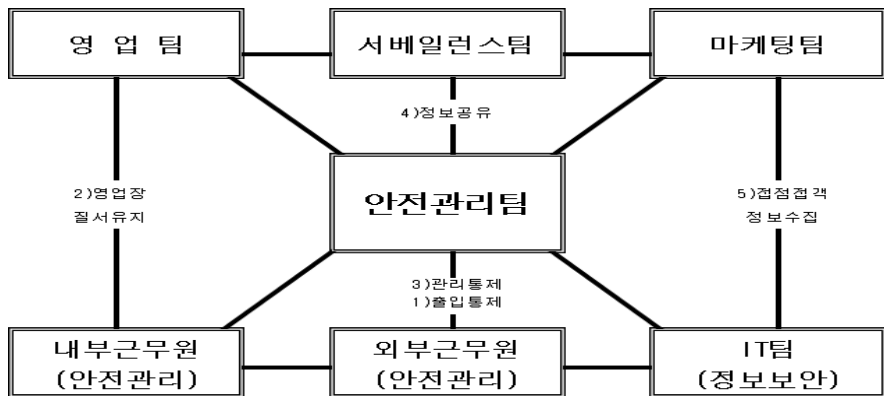 영 업 팀
서베일런스팀
마케팅팀
4)정보공유
2)영업장
질서유지
안전관리팀
5)접점접객
정보수집
3)관리통제
1)출입통제
내부근무원
(안전관리)
외부근무원
(안전관리)
IT팀
(정보보안)